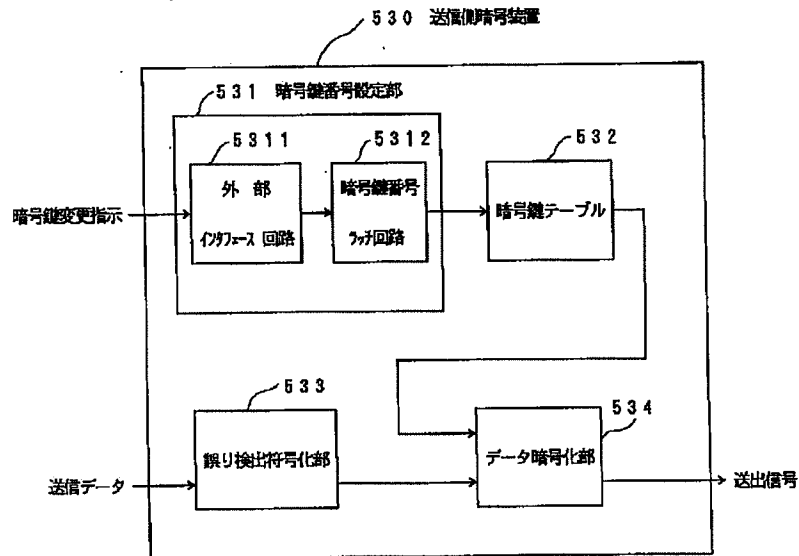 530 送信側暗号装置
531 暗号鍵番号設定部
5311
5312
532
外部
インタフェース 回路
暗号鍵番号
ラッチ回路
暗号鍵テーブル
暗号鍵変更指示
533
534
誤り検出符号化部
データ暗号化部
送信データ
送出信号